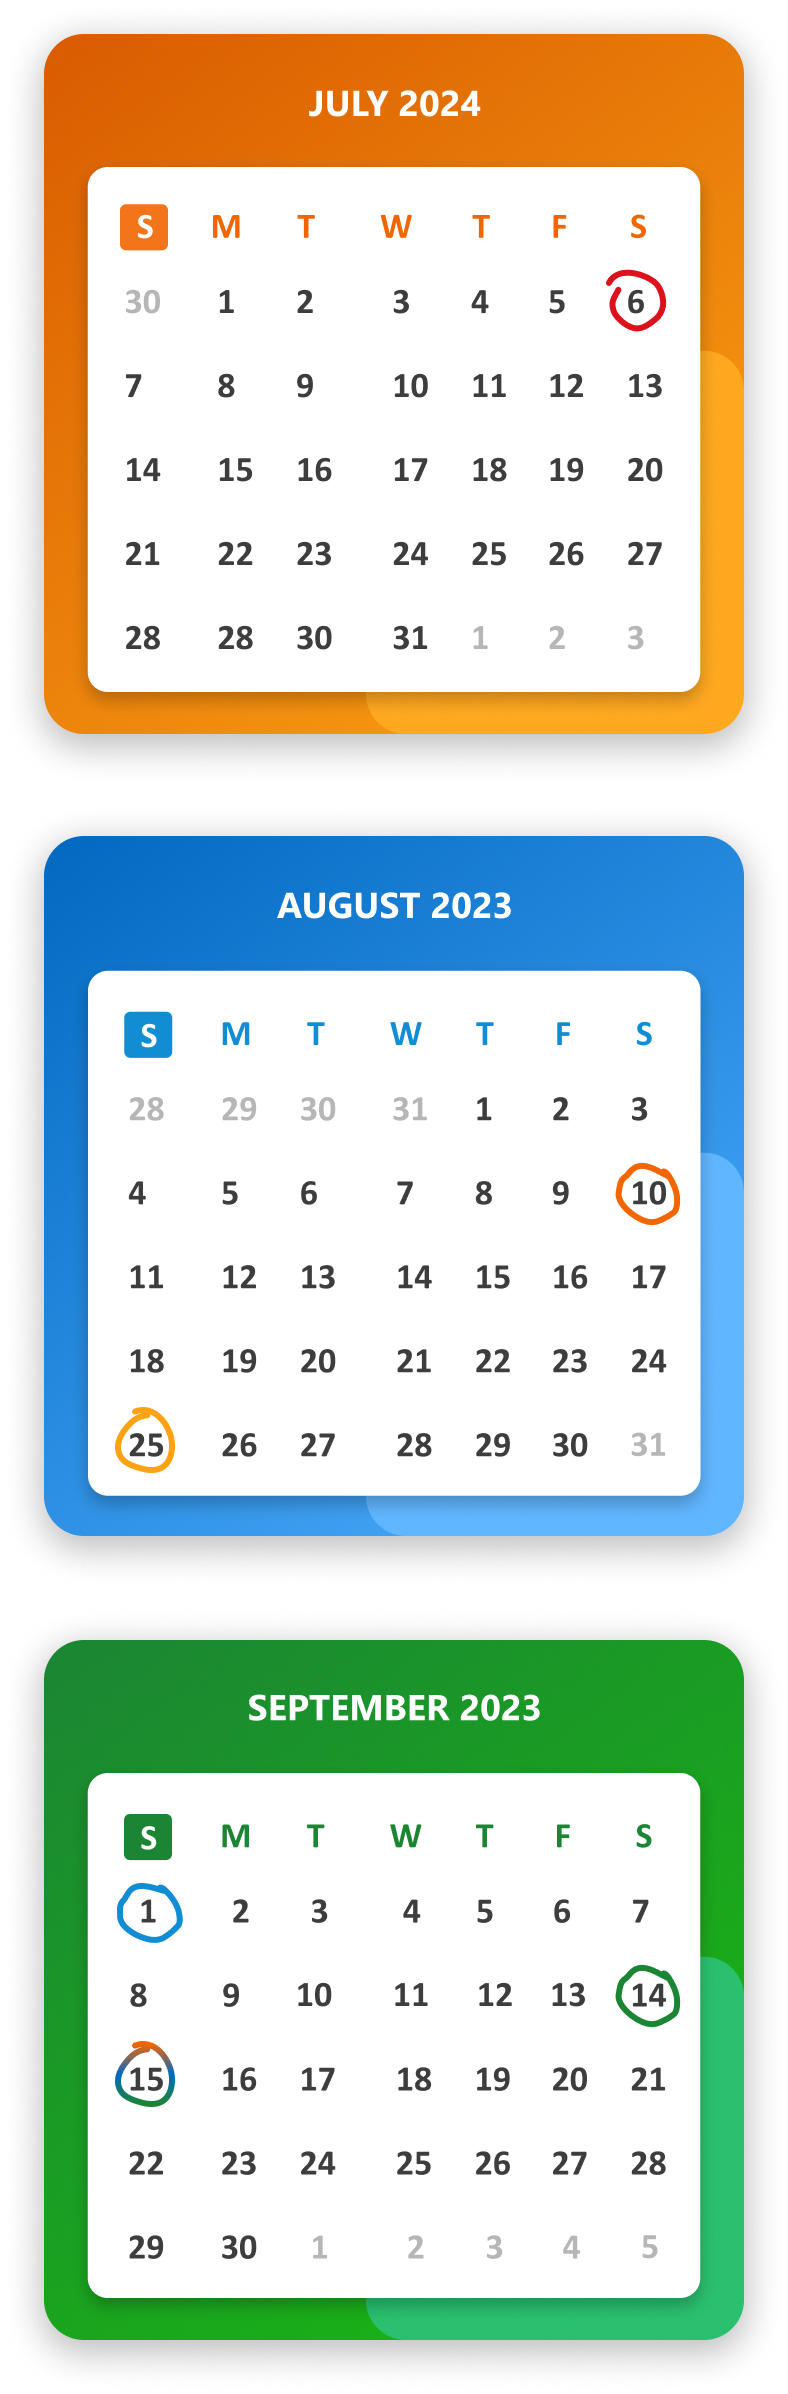 JULY 2024
S M T W T F S
30 1 2 3 4 5 6
7 8 9 10 11 12 13
14 15 16 17 18 19 20
21 22 23 24 25 26 27
28 28 30 31 1 2 3
AUGUST 2023
S M T W T F S
28 29 30 31 1 2 3
4 5 6 7 8 9 10
11 12 13 14 15 16 17
18 19 20 21 22 23 24
25 26 27 28 29 30 31
SEPTEMBER 2023
S M T W T F S
1 2 3 4 5 6 7
8 9 10 11 12 13 14
15 16 17 18 19 20 21
22 23 24 25 26 27 28
29 30 1 2 3 4 5